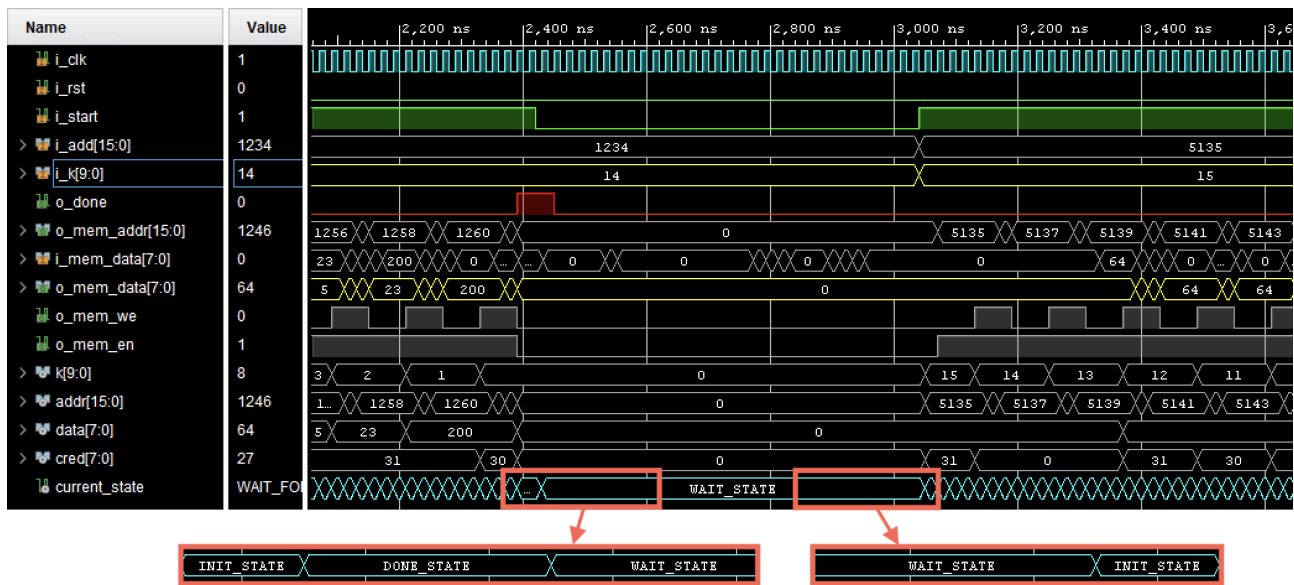 Name Value 2,200 ns 2,400 ns 2,600 ns 2,800 ns 3,000 ns 3,200 ns 3,400 ns 3,6
i_clk 1
i_rst 0
i_start 1
> i_add[15:0] 1234 1234 5135
> i_k[9:0] 14 14 15
o_done 0
> o_mem_addr[15:0] 1246 1256 1258 1260 0 5135 5137 5139 5141 5143
> i_mem_data[7:0] 0 23 200 0 ... ... 0 0 0 0 64 0 ... 0
> o_mem_data[7:0] 64 5 23 200 0 64 64
o_mem_we 0
o_mem_en 1
> k[9:0] 8 3 2 1 0 15 14 13 12 11
> addr[15:0] 1246 1... 1258 1260 0 5135 5137 5139 5141 5143
> data[7:0] 64 5 23 200 0
> cred[7:0] 27 31 30 0 31 0 31 30
current_state WAIT_FOI ... WAIT_STATE
INIT_STATE DONE_STATE WAIT_STATE WAIT_STATE INIT_STATE